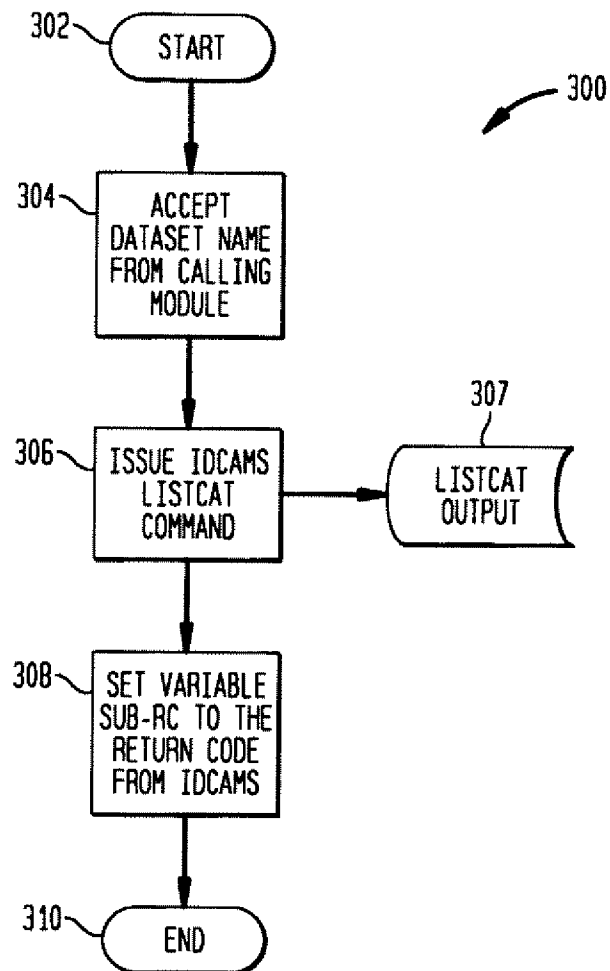 302
START
300
304
ACCEPT
DATASET NAME
FROM CALLING
MODULE
307
306
ISSUE IDCAMS
LISTCAT
COMMAND
LISTCAT
OUTPUT
308
SET VARIABLE
SUB-RC TO THE
RETURN CODE
FROM IDCAMS
310
END